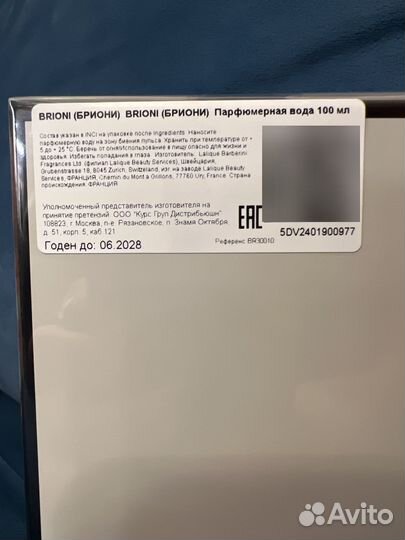 BRIONI (БРИОНИ) BRIONI (БРИОНИ) Парфюмерная вода 100 мл
Состав указан в INCI на упаковке после Ingredients. Наносите
парфюмерную воду на зону биения пульса. Хранить при температуре от +
5 до + 25 °C. Беречь от огня/Использование в пищу опасно для жизни и
здоровья. Избегать попадания в глаза. Изготовитель: Lalique Barberini
Fragrances Ltd. (филиал Lalique Beauty Services), Швейцария,
Grubenstrasse 18, 8045 Zurich, Switzerland, изг. на заводе Lalique Beauty
Services, ФРАНЦИЯ, Chemin du Mont a Grillons, 77760 Ury, France. Страна
происхождения: ФРАНЦИЯ
Уполномоченный представитель изготовителя на
принятие претензий: ООО "Курс Груп Дистрибьюшн"
108823, г. Москва, п-е. Рязановское, п. Знамя Октября,
д. 51, корп. 5, каб.121
Годен до: 06.2028
EAC
5DV2401900977
Референс BR30010
Avito